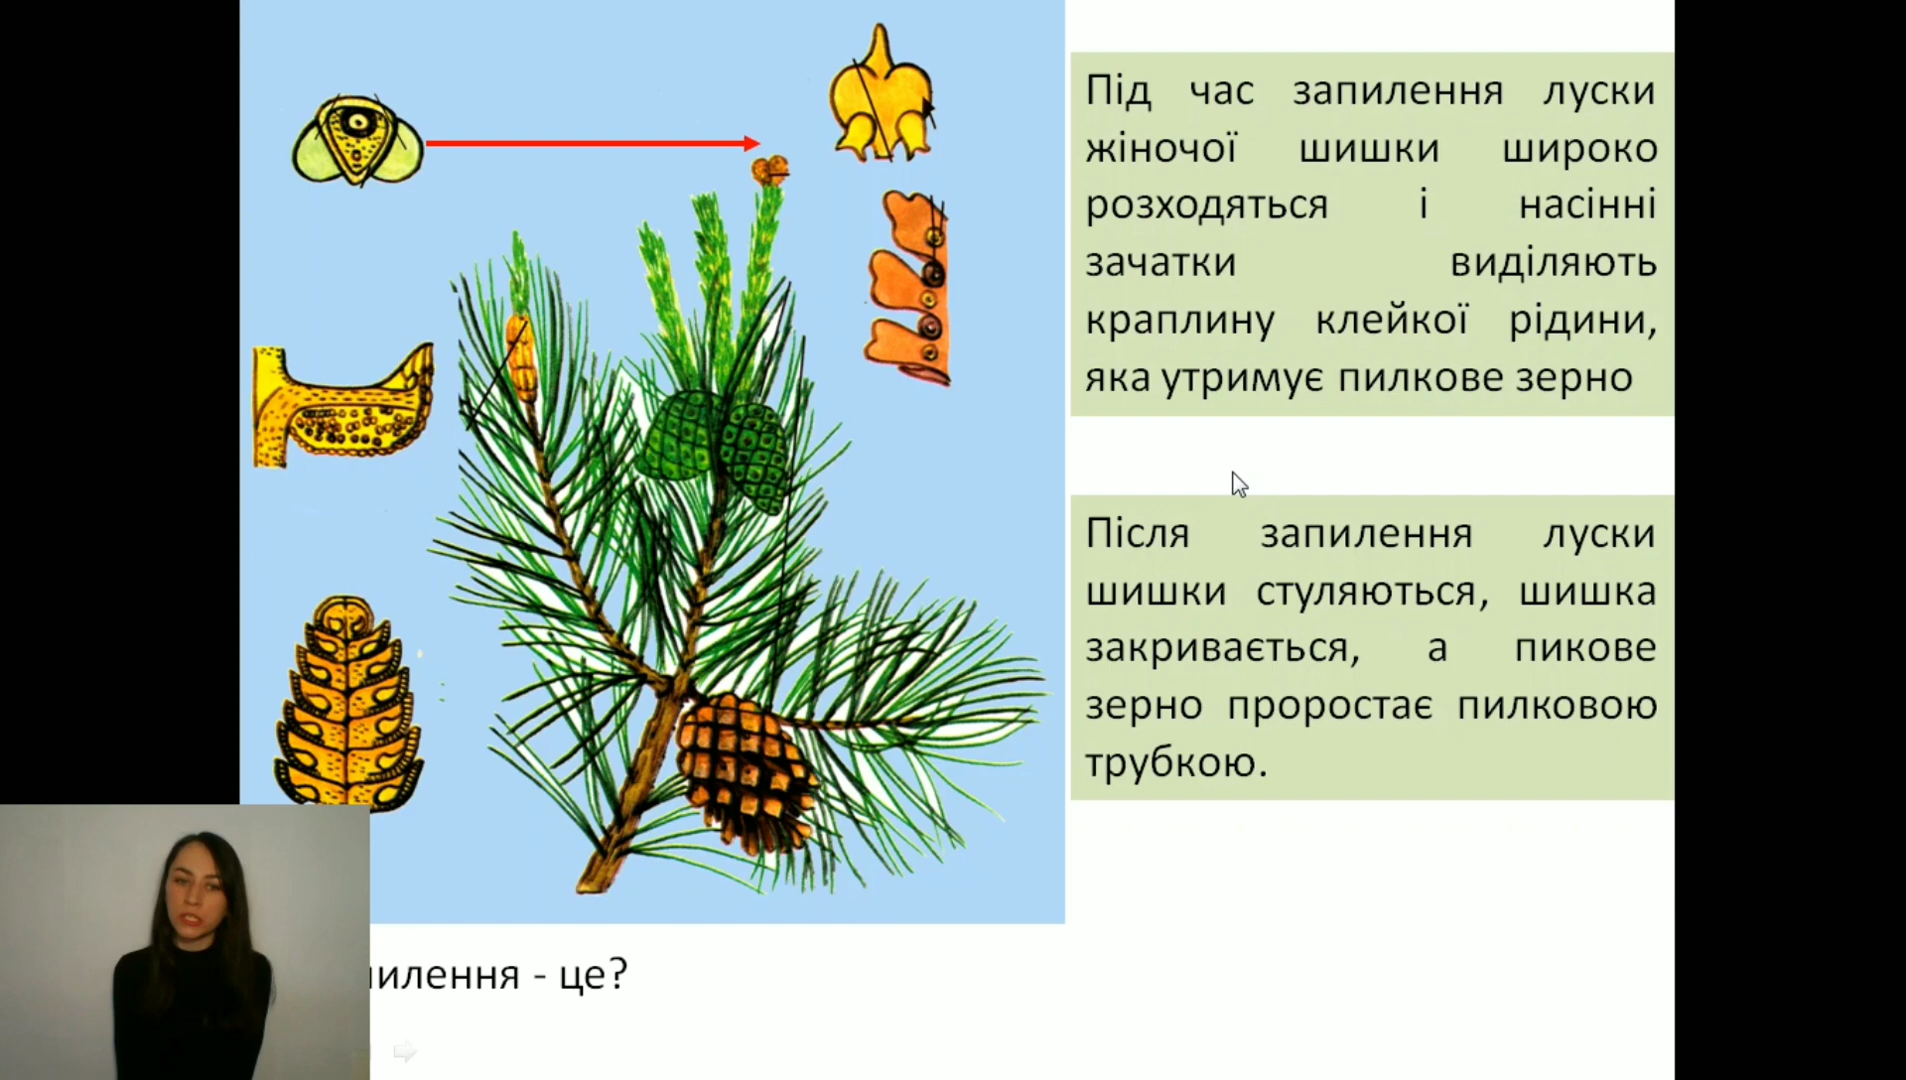 Під час запилення луски
жіночої шишки широко
розходяться і насінні
зачатки виділяють
краплину клейкої рідини,
яка утримує пилкове зерно
Після запилення луски
шишки стуляються, шишка
закривається, а пикове
зерно проростає пилковою
трубкою.
- це?